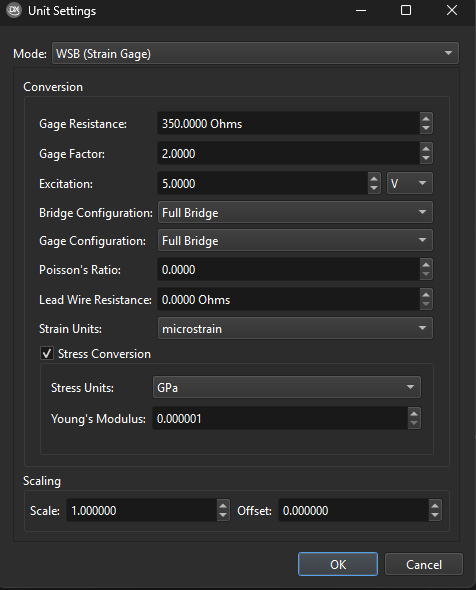 DX Unit Settings
Mode: WSB (Strain Gage)
Conversion
Gage Resistance: 350.0000 Ohms
Gage Factor: 2.0000
Excitation: 5.0000 V
Bridge Configuration: Full Bridge
Gage Configuration: Full Bridge
Poisson's Ratio: 0.0000
Lead Wire Resistance: 0.0000 Ohms
Strain Units: microstrain
Stress Conversion
Stress Units: GPa
Young's Modulus: 0.000001
Scaling
Scale: 1.000000 Offset: 0.000000
OK Cancel